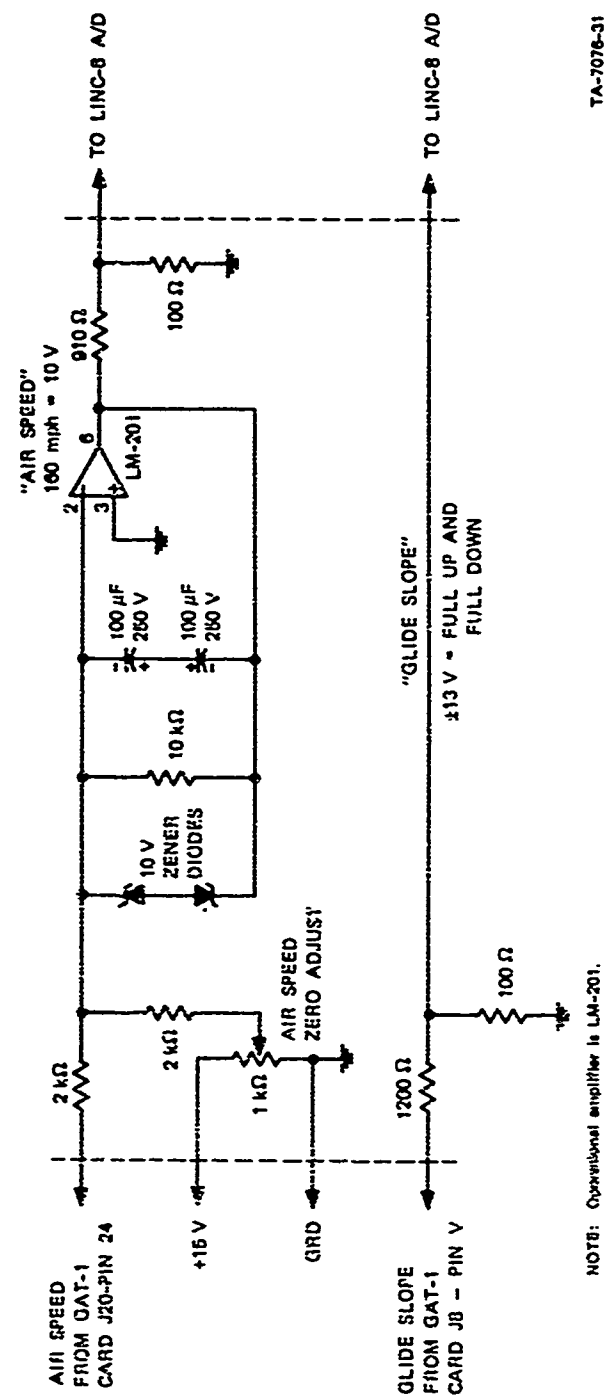 AIR SPEED
FROM GAT-1
CARD J20-PIN 24
2 kΩ
+15 V
GRD
2 kΩ
1 kΩ
AIR SPEED
ZERO ADJUST
10 V
ZENER
DIODES
10 kΩ
100 µF
250 V
100 µF
250 V
"AIR SPEED"
160 mph = 10 V
2
3
6
LM-201
910 Ω
100 Ω
TO LINC-8 A/D
GLIDE SLOPE
FROM GAT-1
CARD J8 – PIN V
1200 Ω
100 Ω
"GLIDE SLOPE"
±13 V = FULL UP AND
FULL DOWN
TO LINC-8 A/D
NOTE: Operational amplifier is LM-201.
TA-7076-31